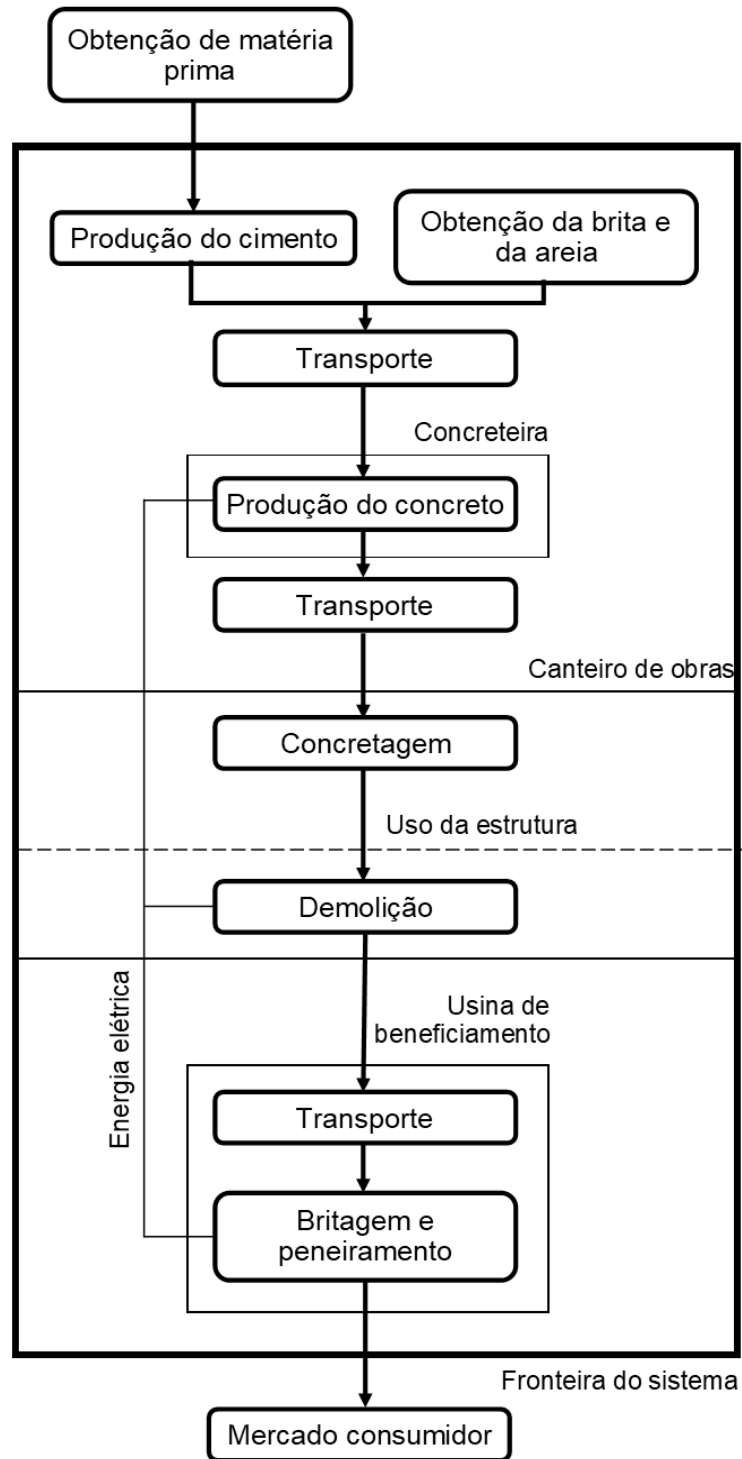 Obtenção de matéria
prima
Produção do cimento
Obtenção da brita e
da areia
Transporte
Concreteira
Produção do concreto
Transporte
Canteiro de obras
Concretagem
Uso da estrutura
Demolição
Energia elétrica
Usina de
beneficiamento
Transporte
Britagem e
peneiramento
Fronteira do sistema
Mercado consumidor